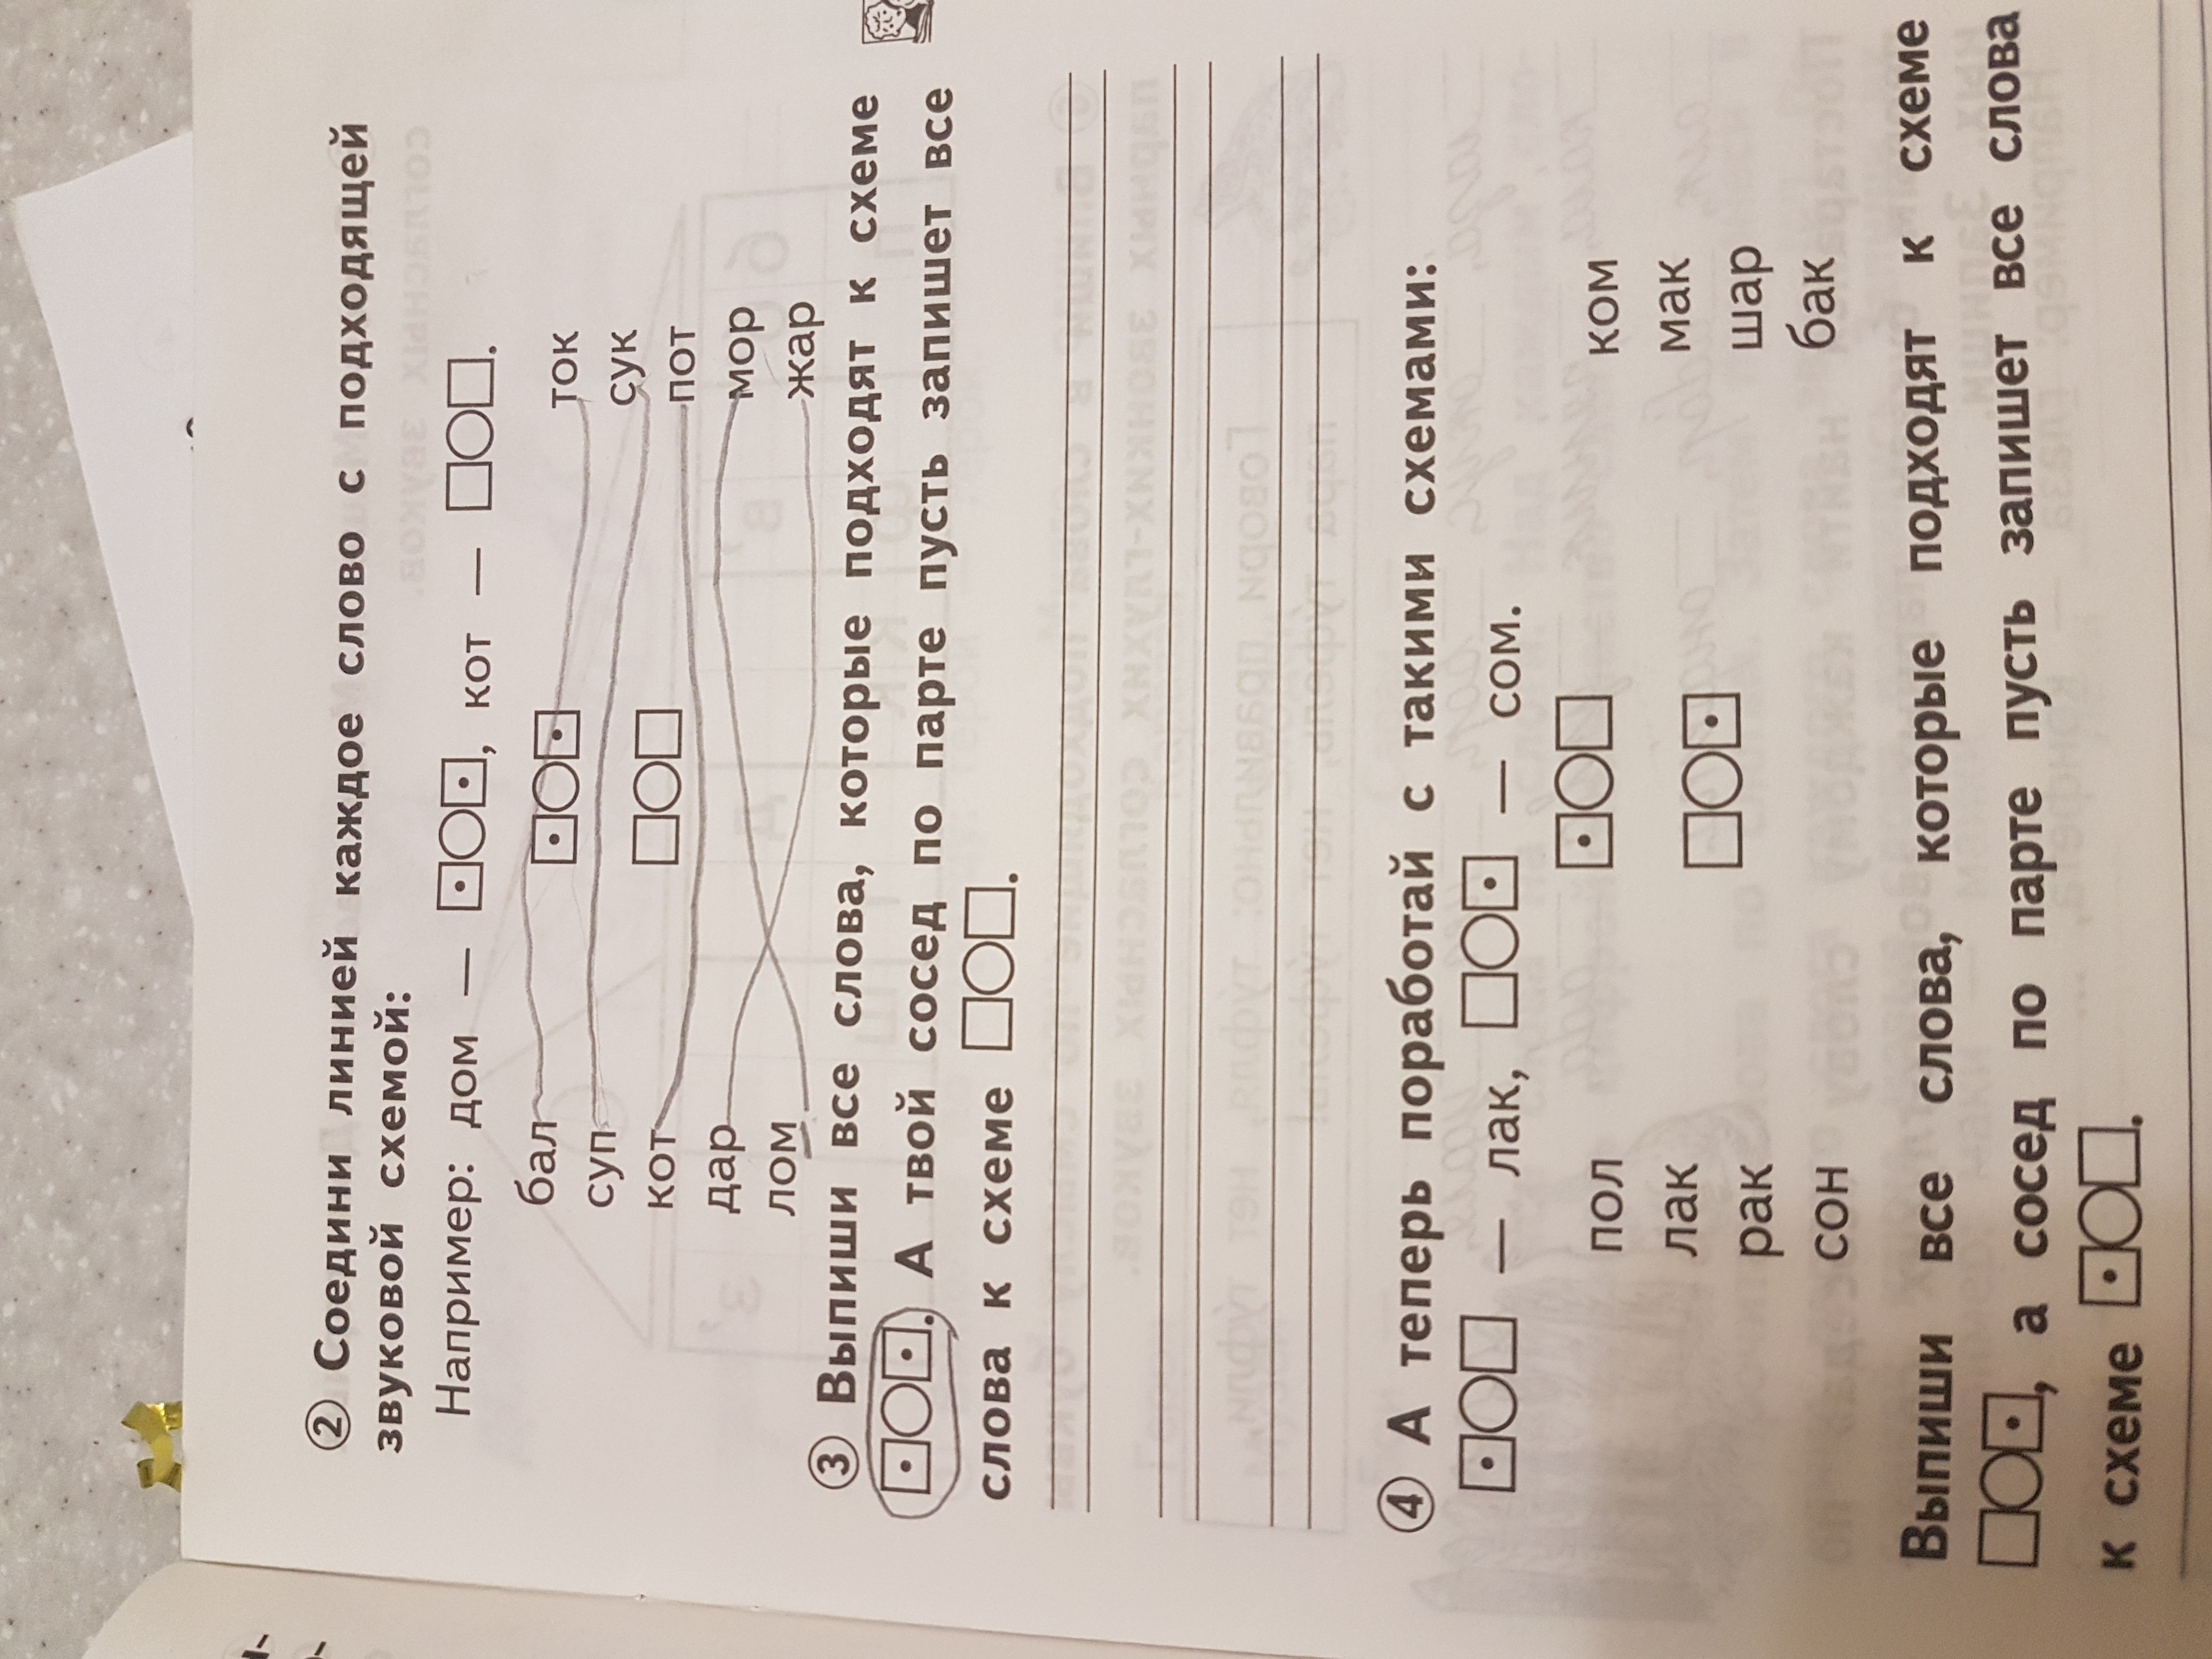 ② Соедини линией каждое слово с подходящей
звуковой схемой:
Например: дом — , кот — .
бал ток
суп сук
кот пот
дар мор
лом жар
③ Выпиши все слова, которые подходят к схеме
. А твой сосед по парте пусть запишет все
слова к схеме .
④ А теперь поработай с такими схемами:
— лак, — сом.
пол ком
лак мак
рак шар
сон бак
Выпиши все слова, которые подходят к схеме
, а сосед по парте пусть запишет все слова
к схеме .